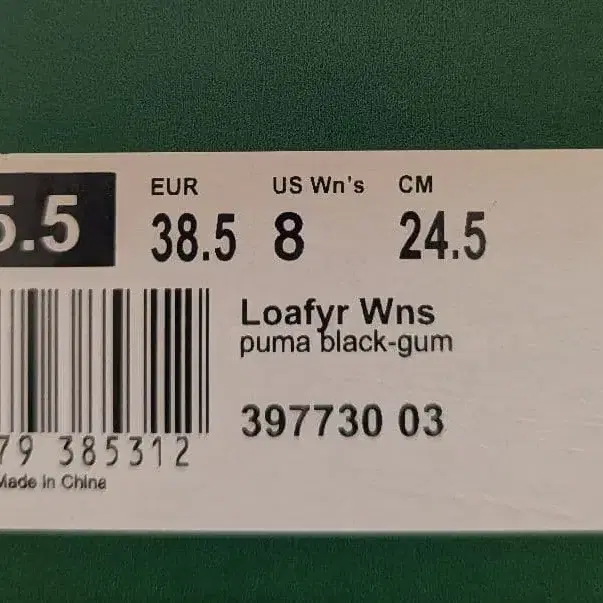 5.5
EUR US Wn's CM
38.5 8 24.5
Loafyr Wns
puma black-gum
397730 03
79 385312
Made in China